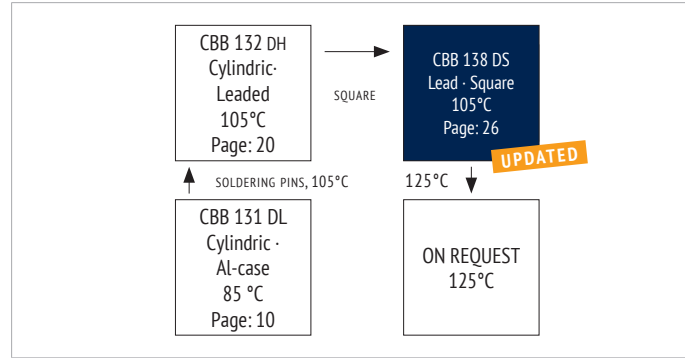 CBB 132 DH
Cylindric·
Leaded
105°C
Page: 20
SQUARE
CBB 138 DS
Lead · Square
105°C
Page: 26
UPDATED
SOLDERING PINS, 105°C
125°C
CBB 131 DL
Cylindric ·
Al-case
85 °C
Page: 10
ON REQUEST
125°C